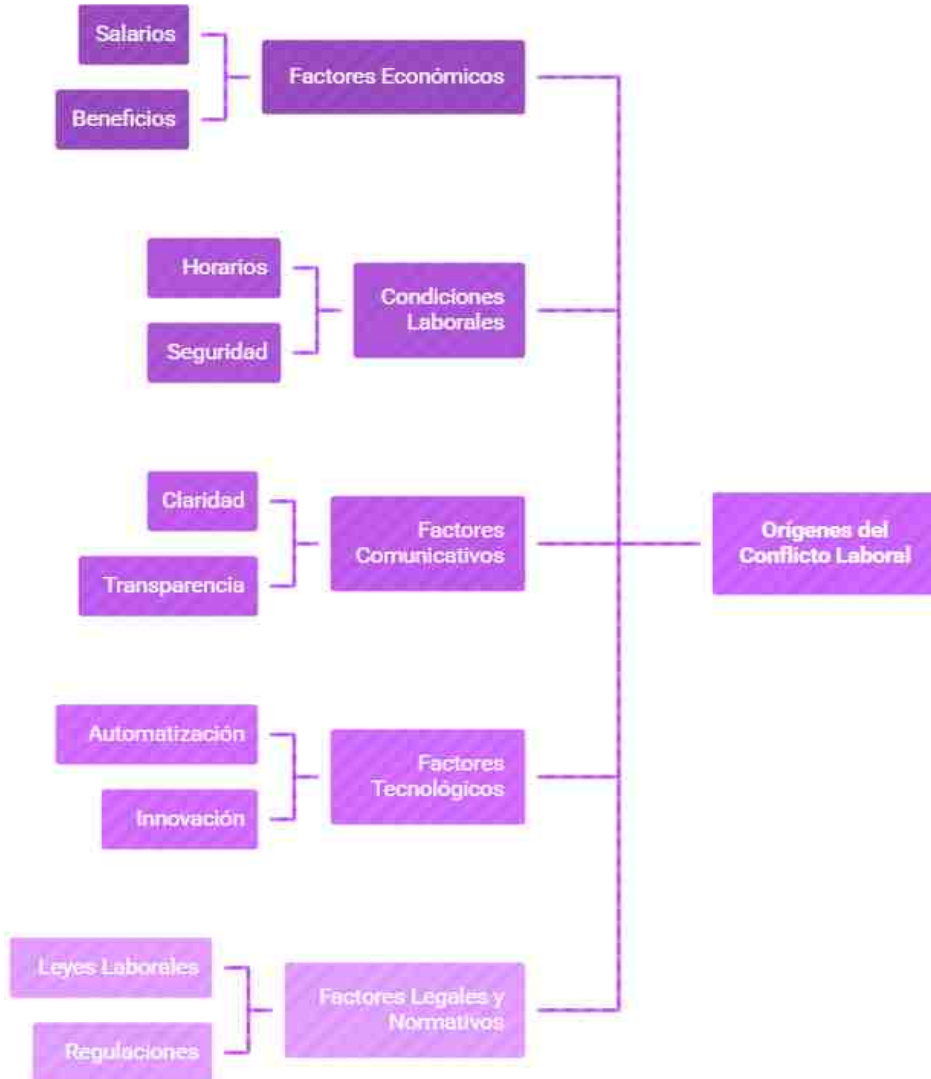 Salarios
Factores Económicos
Beneficios
Horarios
Condiciones
Laborales
Seguridad
Claridad
Factores
Comunicativos
Transparencia
Orígenes del
Conflicto Laboral
Automatización
Factores
Tecnológicos
Innovación
Leyes Laborales
Factores Legales y
Normativos
Regulaciones